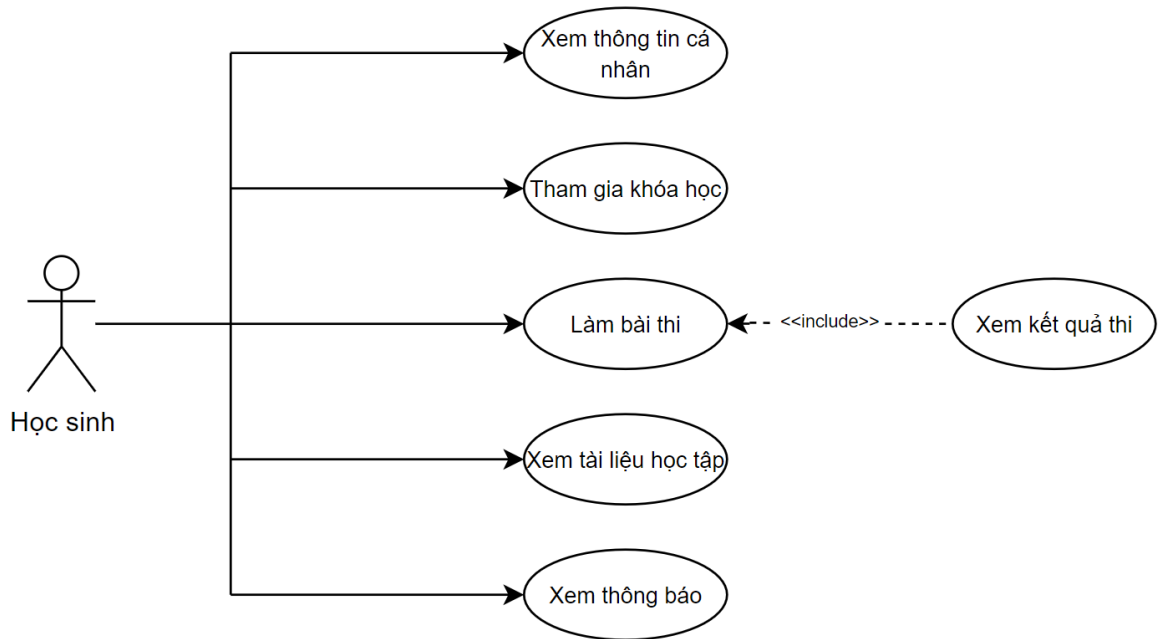 Xem thông tin cá
nhân
Tham gia khóa học
Làm bài thi
<<include>>
Xem kết quả thi
Học sinh
Xem tài liệu học tập
Xem thông báo